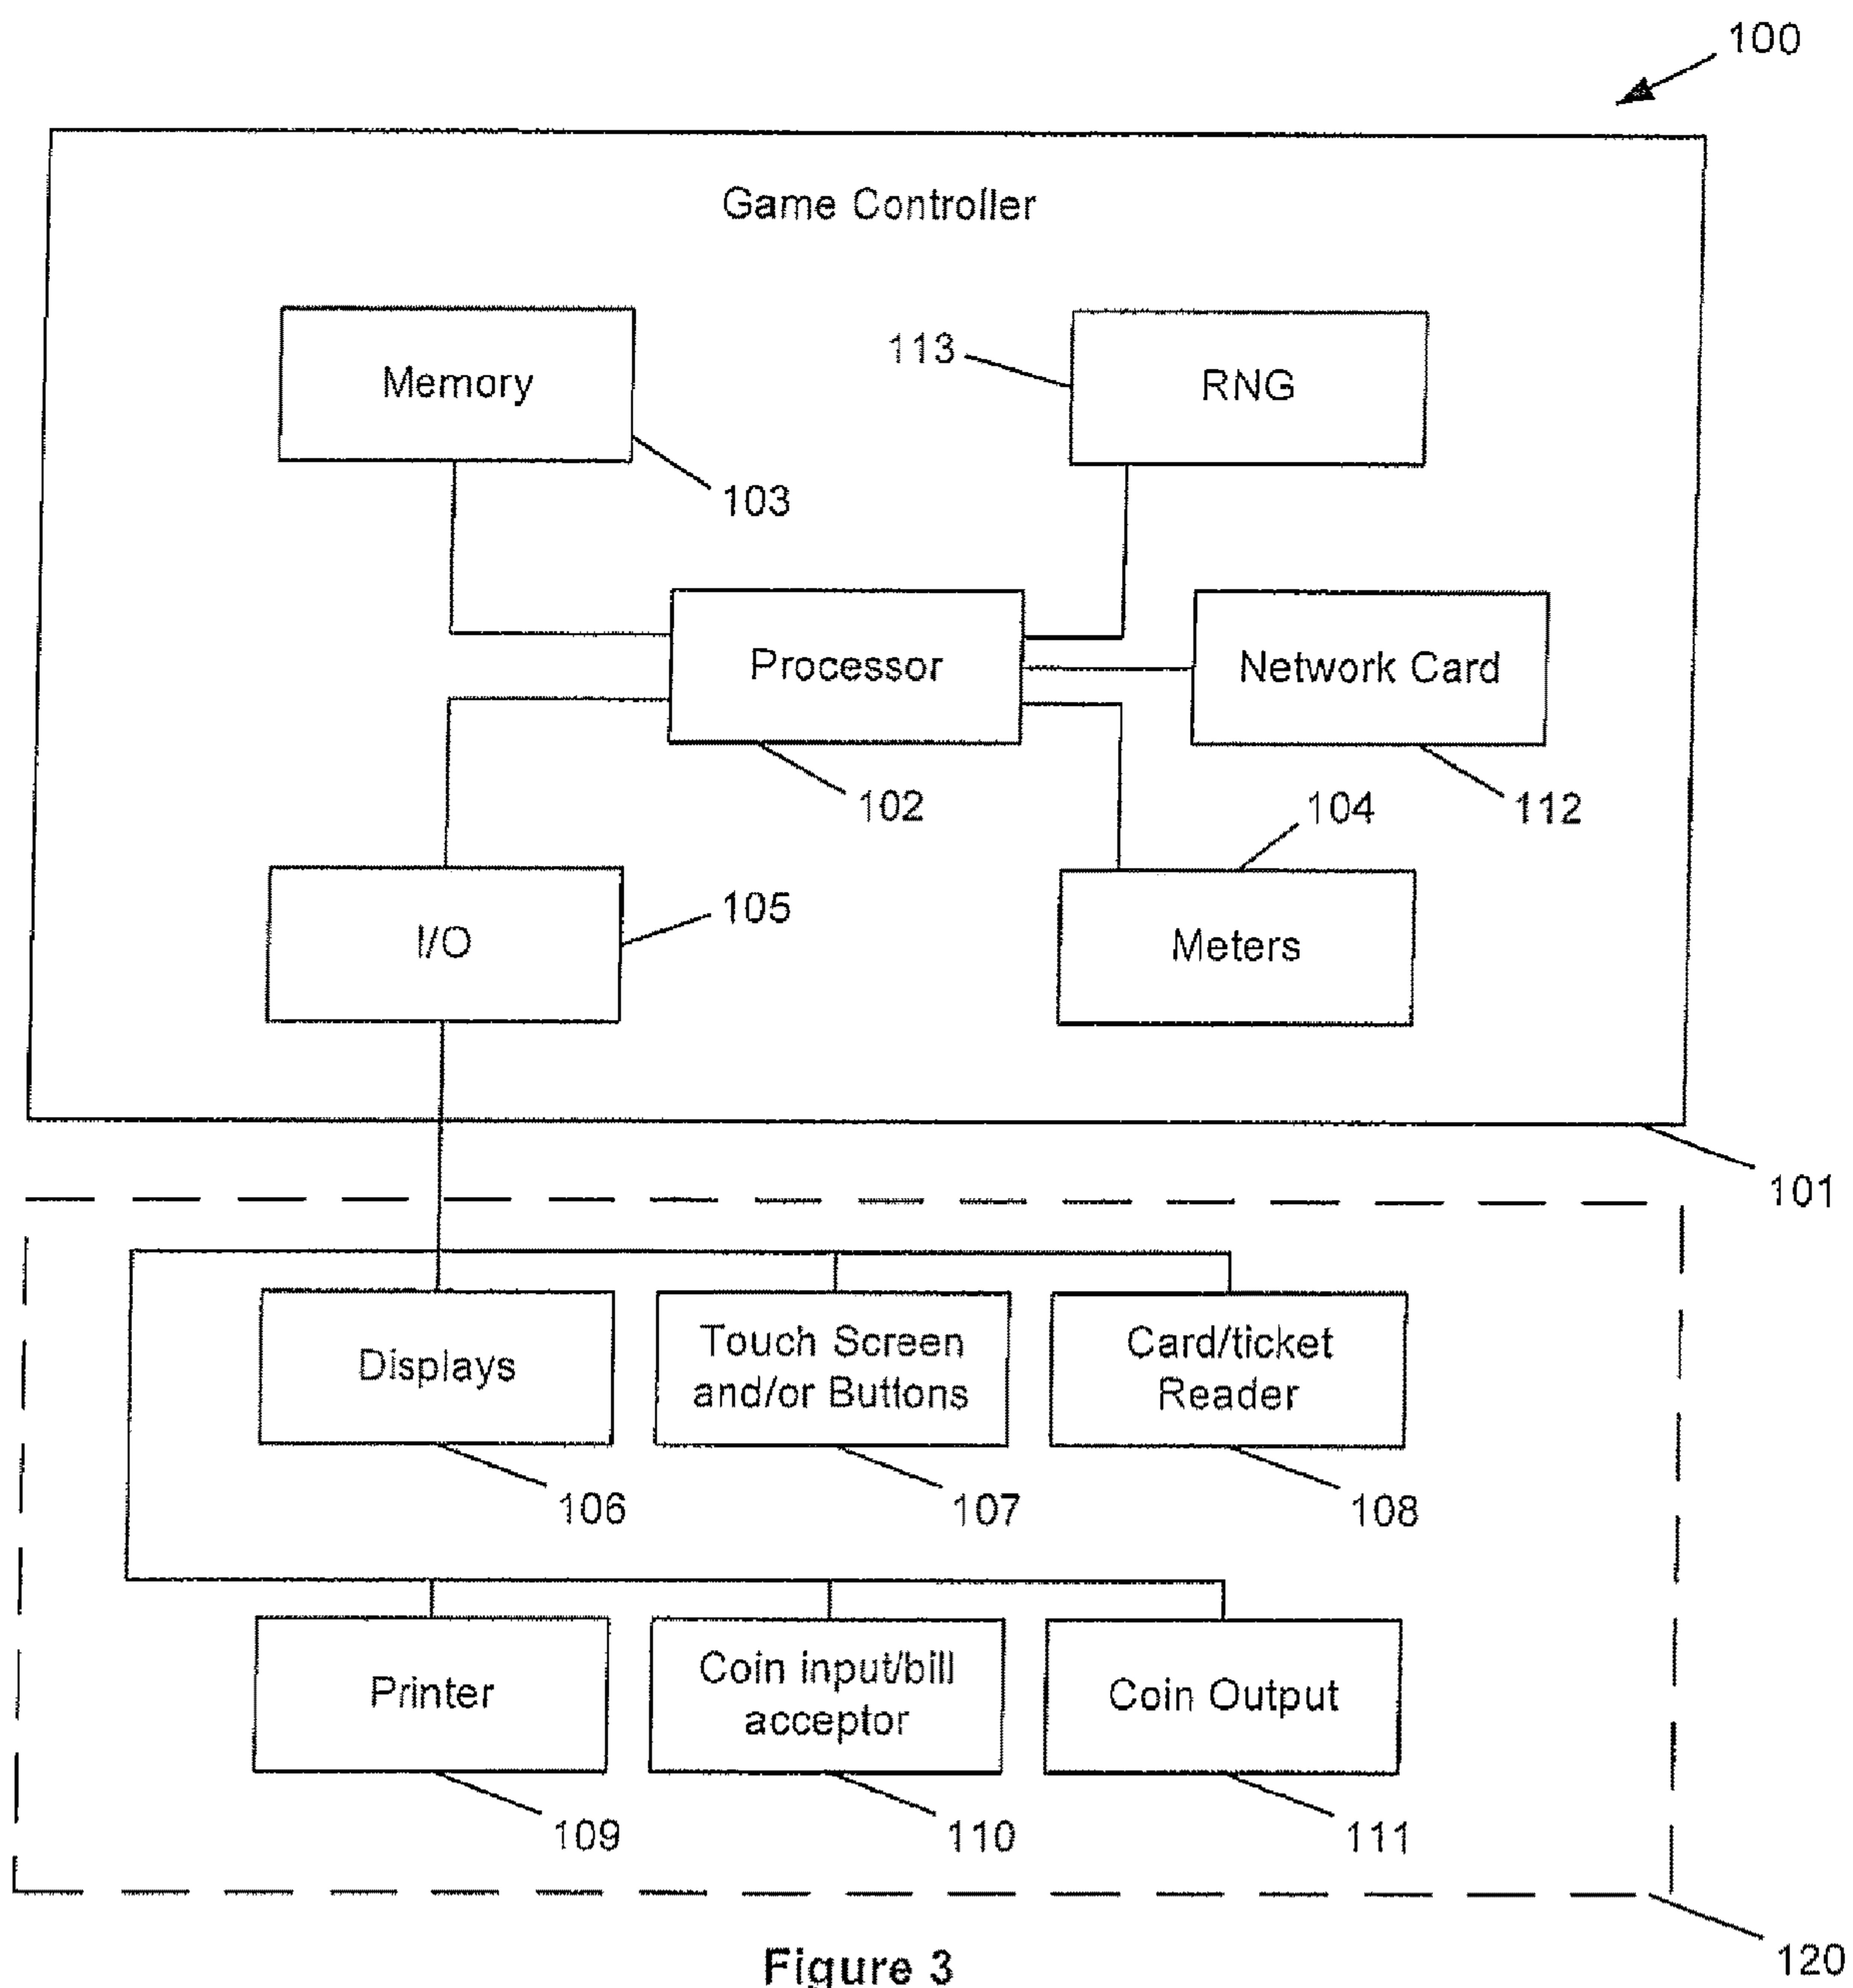 100
Game Controller
Memory
113
RNG
103
Processor
Network Card
102
104
112
105
I/O
Meters
101
Displays
Touch Screen
and/or Buttons
Card/ticket
Reader
106
107
108
Printer
Coin input/bill
acceptor
Coin Output
109
110
111
120
Figure 3